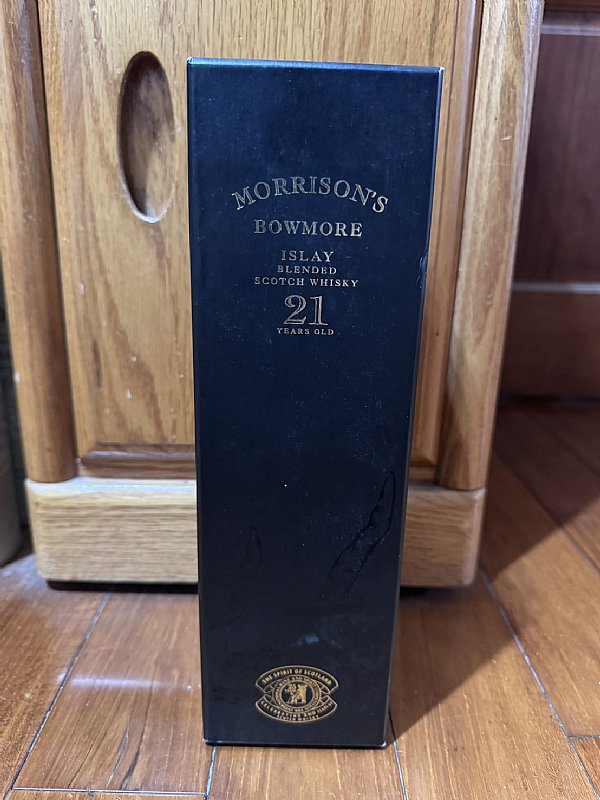 MORRISON'S
BOWMORE
ISLAY
BLENDED
SCOTCH WHISKY
21
YEARS OLD
THE SPIRIT OF SCOTLAND